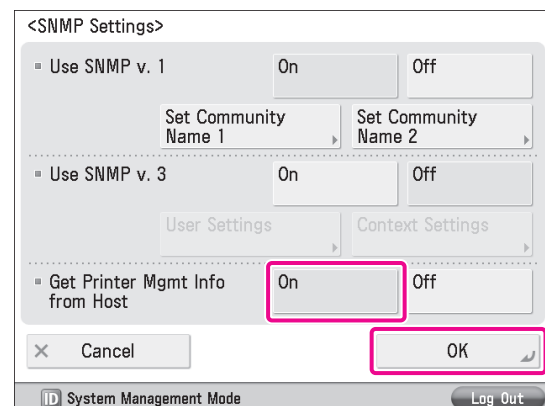 <SNMP Settings>
Use SNMP v. 1 On Off
Set Community Name 1 Set Community Name 2
Use SNMP v. 3 On Off
User Settings Context Settings
Get Printer Mgmt Info from Host On Off
Cancel OK
ID System Management Mode Log Out